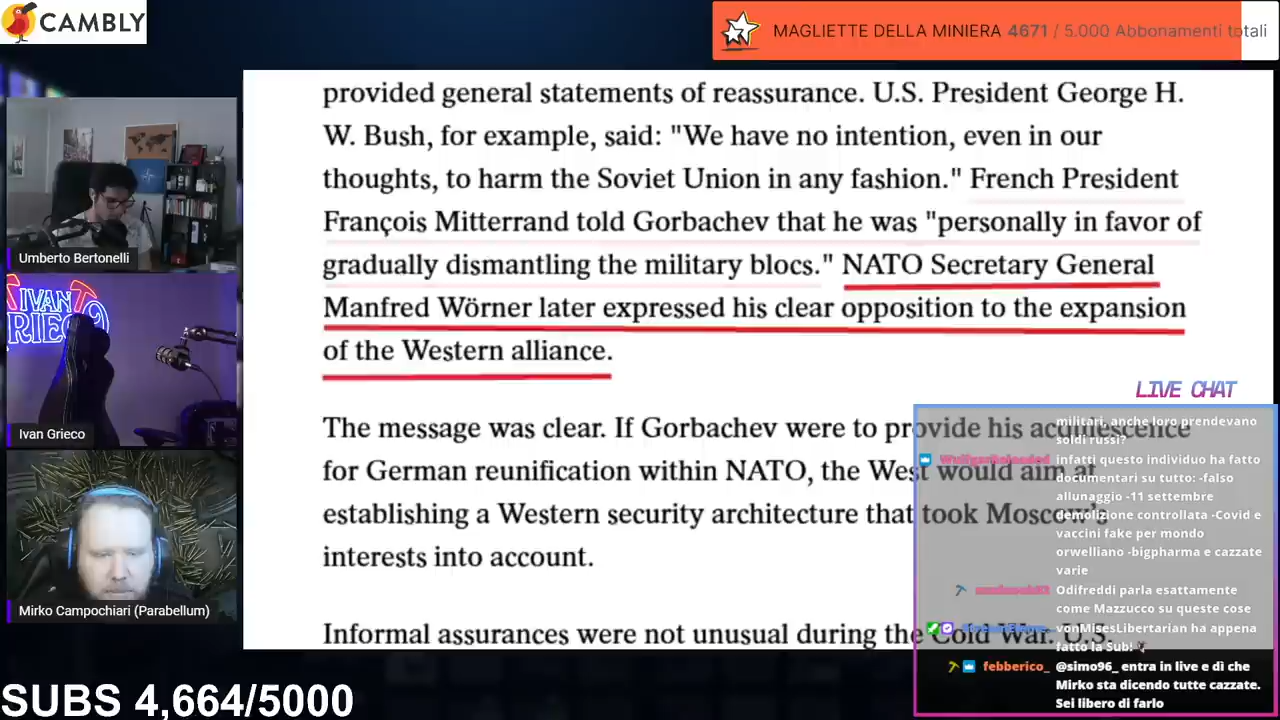 CAMBLY
MAGLIETTE DELLA MINIERA 4671 / 5.000 Abbonamenti totali
provided general statements of reassurance. U.S. President George H.
W. Bush, for example, said: "We have no intention, even in our
thoughts, to harm the Soviet Union in any fashion." French President
François Mitterrand told Gorbachev that he was "personally in favor of
gradually dismantling the military blocs." NATO Secretary General
Manfred Wörner later expressed his clear opposition to the expansion
of the Western alliance.
The message was clear. If Gorbachev were to provide his acquiescence
for German reunification within NATO, the West would aim at
establishing a Western security architecture that took Moscow's
interests into account.
Informal assurances were not unusual during the Cold War. U.S.
Umberto Bertonelli
IVAN
GRIECO
Ivan Grieco
Mirko Campochiari (Parabellum)
LIVE CHAT
militari, anche loro prendevano
soldi russi?
infatti questo individuo ha fatto
documentari su tutto: -falso
allunaggio -11 settembre
demolizione controllata -Covid e
vaccini fake per mondo
orwelliano -bigpharma e cazzate
varie
Odifreddi parla esattamente
come Mazzucco su queste cose
vonMisesLibertarian ha appena
fatto la Sub!
febberico_ @simo96_ entra in live e dì che
Mirko sta dicendo tutte cazzate.
Sei libero di farlo
SUBS 4,664/5000